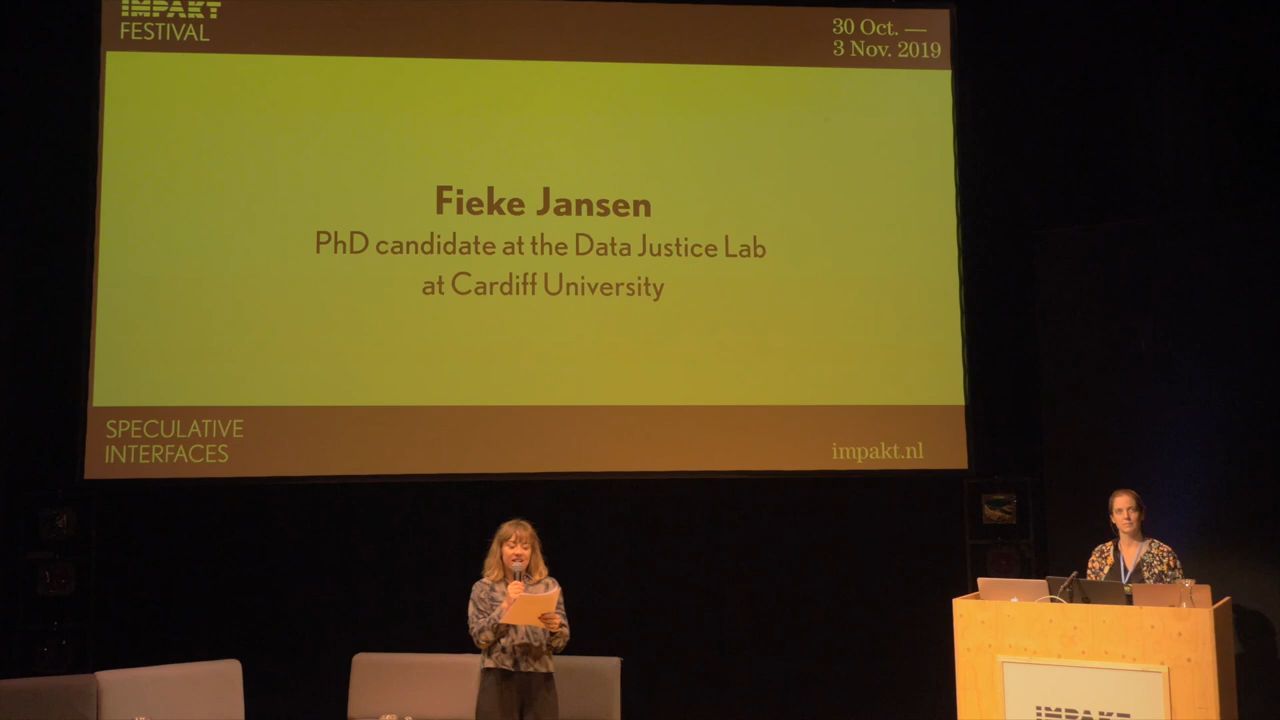 IMPAKT
FESTIVAL
30 Oct. —
3 Nov. 2019
Fieke Jansen
PhD candidate at the Data Justice Lab
at Cardiff University
SPECULATIVE
INTERFACES
impakt.nl
IMPAKT